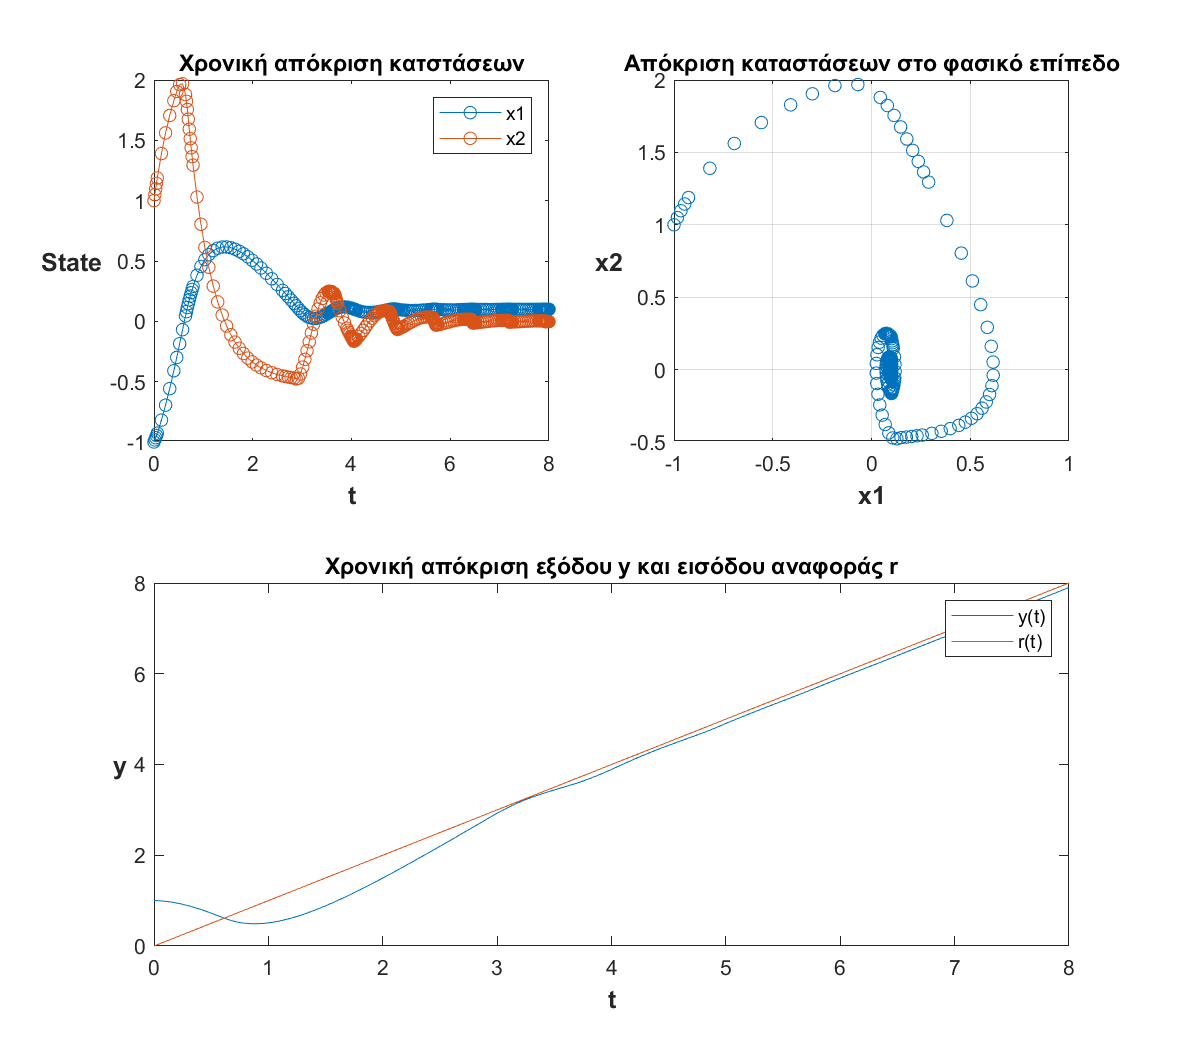 Χρονική απόκριση κατστάσεων
2
1.5
1
0.5
0
-0.5
-1
State
0 2 4 6 8
t
x1
x2
Απόκριση καταστάσεων στο φασικό επίπεδο
2
1.5
1
0.5
0
-0.5
x2
-1 -0.5 0 0.5 1
x1
Χρονική απόκριση εξόδου y και εισόδου αναφοράς r
8
6
4
2
0
y
0 1 2 3 4 5 6 7 8
t
y(t)
r(t)